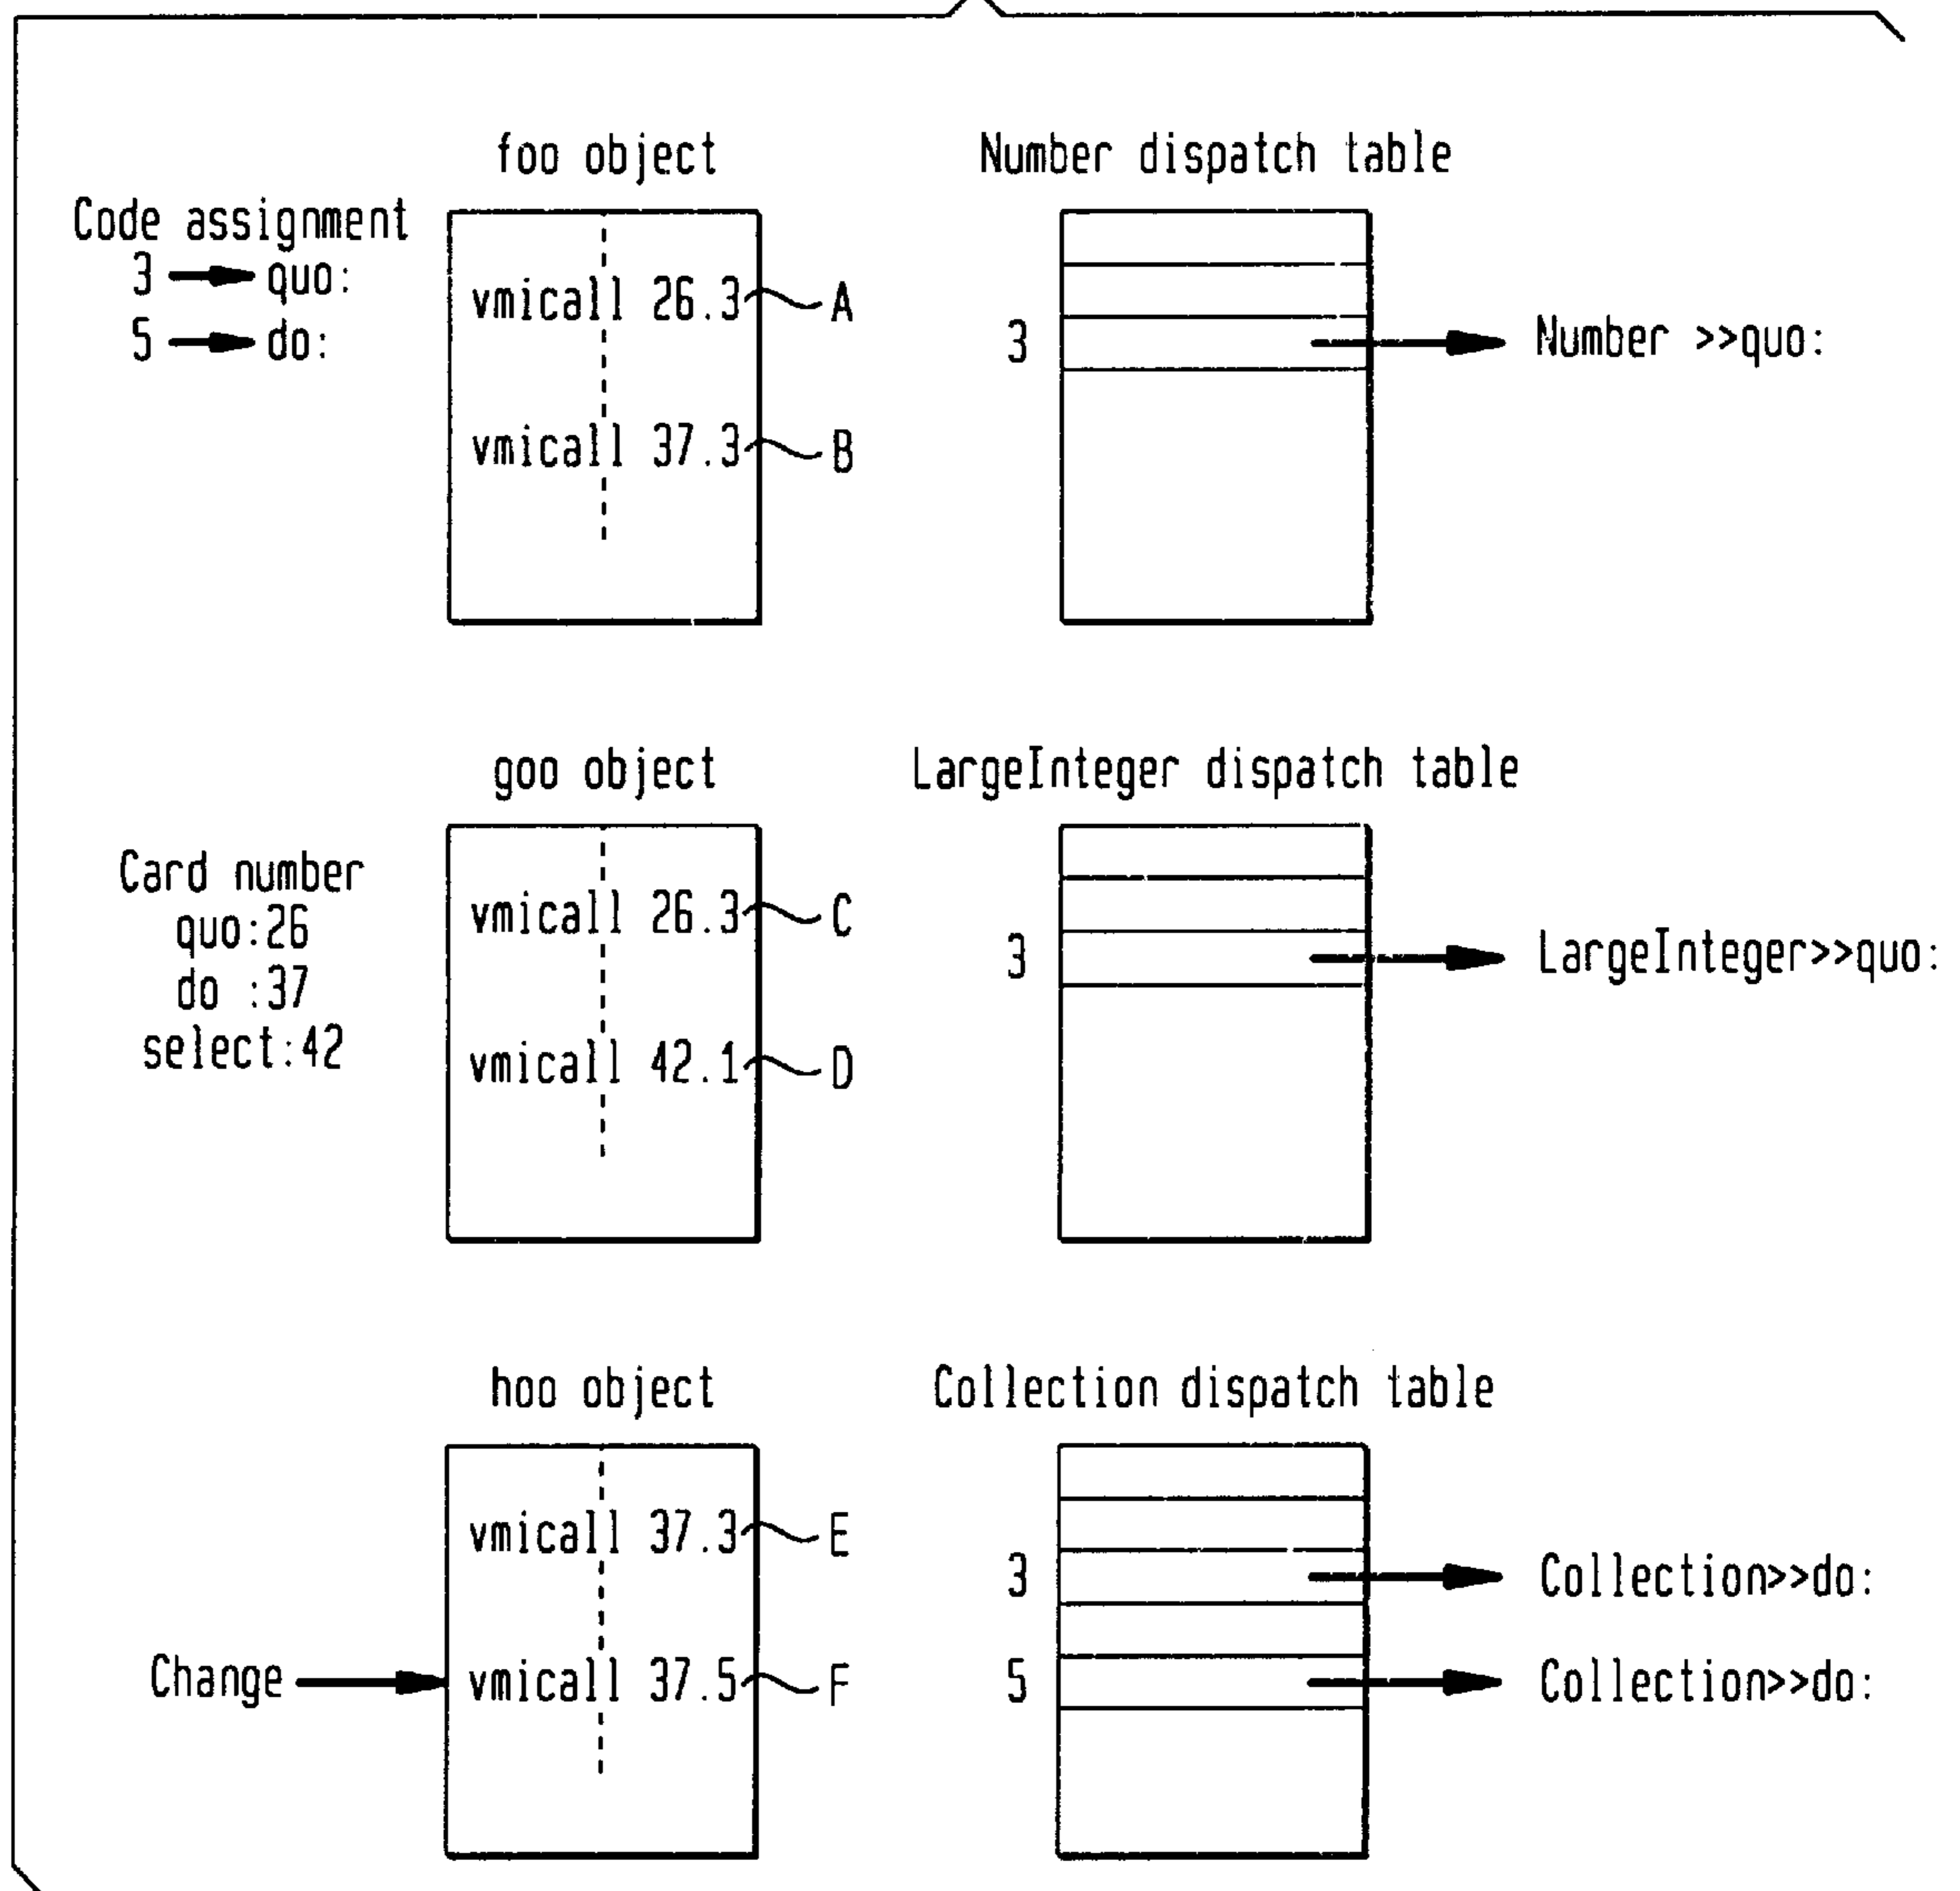 foo object
Number dispatch table
Code assignment
3 → quo:
5 → do:
vmicall 26.3
A
vmicall 37.3
B
3
Number >>quo:
goo object
LargeInteger dispatch table
Card number
quo:26
do :37
select:42
vmicall 26.3
C
vmicall 42.1
D
3
LargeInteger>>quo:
hoo object
Collection dispatch table
vmicall 37.3
E
Change
vmicall 37.5
F
3
Collection>>do:
5
Collection>>do: